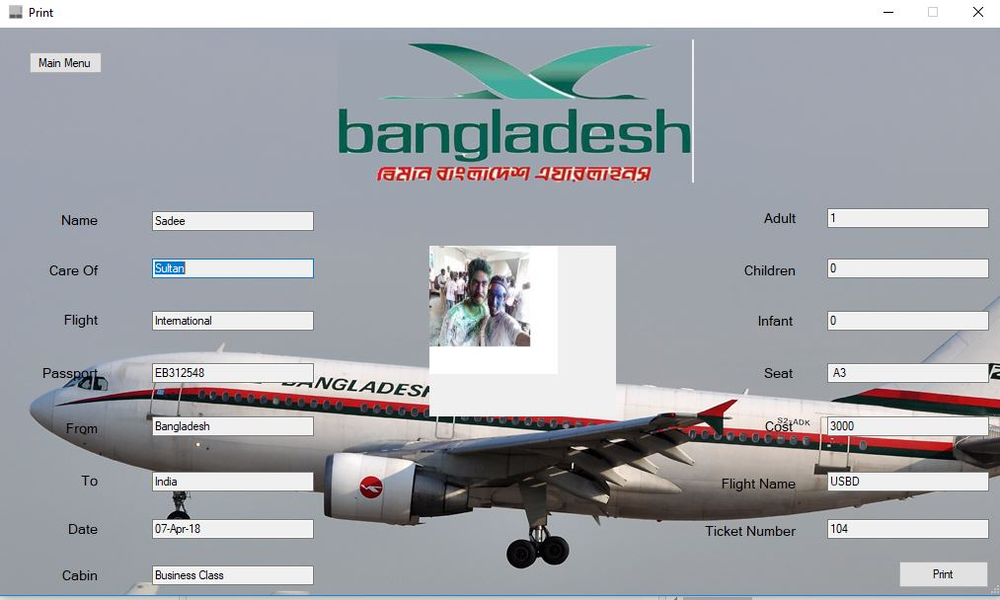 Print
Main Menu
bangladesh
বিমান বাংলাদেশ এয়ারলাইনস
Name Sadee
Care Of Sultan
Flight International
Passport EB312548
From Bangladesh
To India
Date 07-Apr-18
Cabin Business Class
Adult 1
Children 0
Infant 0
Seat A3
Cost 3000
Flight Name USBD
Ticket Number 104
Print
BANGLADESH
S2-ADK